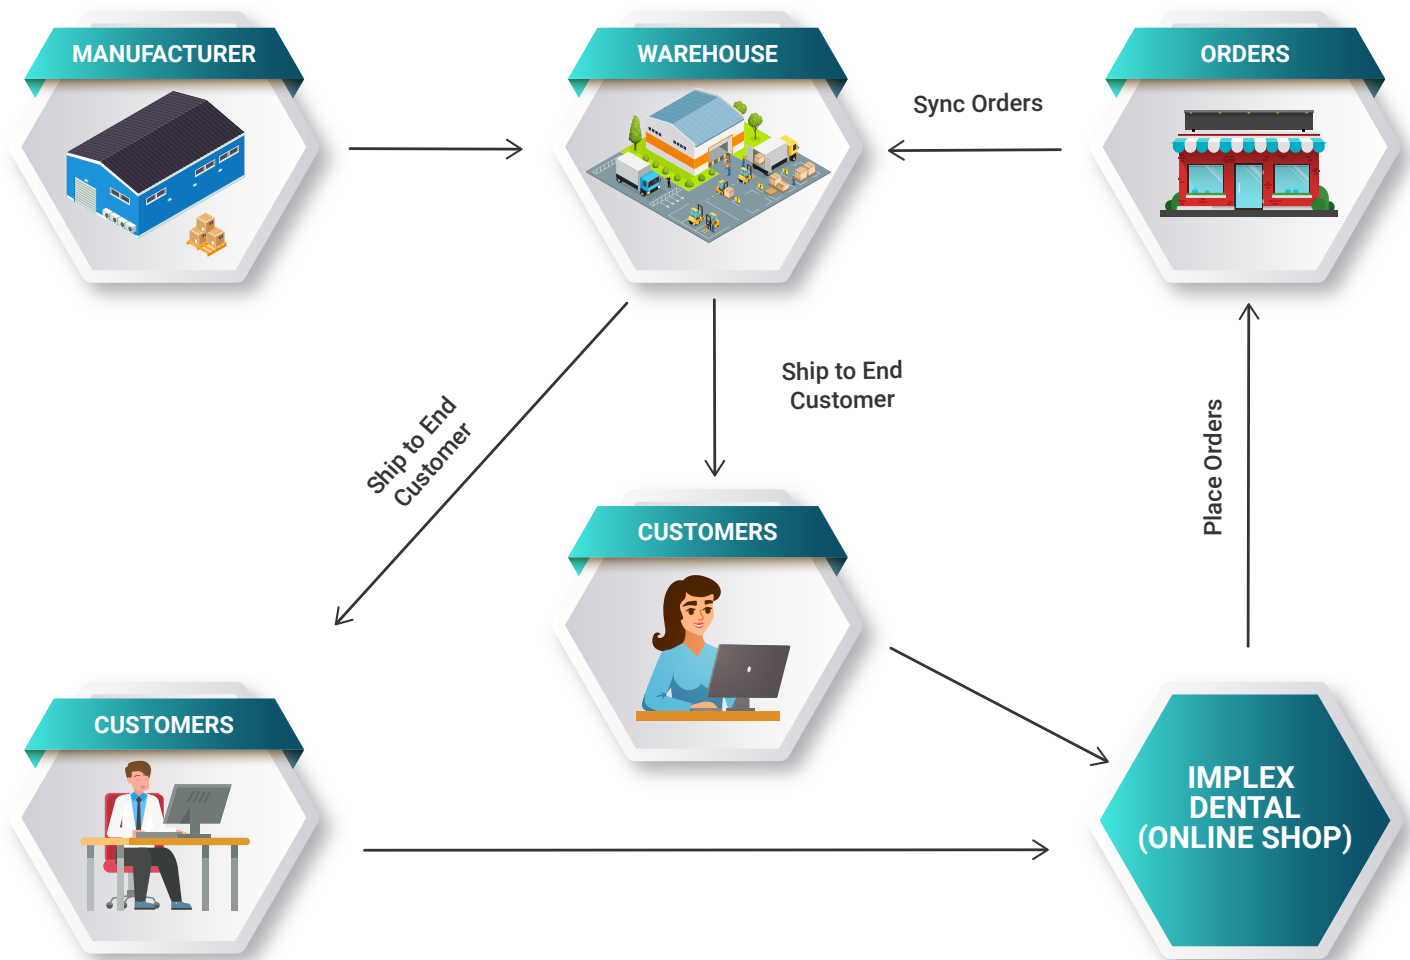 MANUFACTURER
WAREHOUSE
ORDERS
Sync Orders
Ship to End
Customer
Ship to End
Customer
Place Orders
CUSTOMERS
CUSTOMERS
IMPLEX
DENTAL
(ONLINE SHOP)